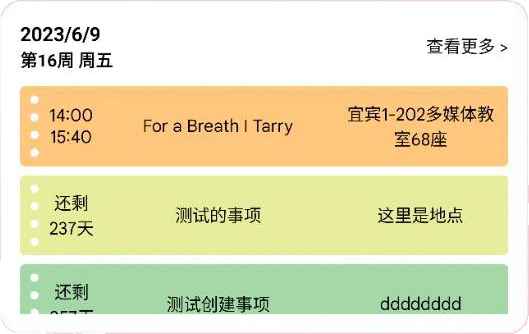 2023/6/9
第16周 周五
查看更多 >
14:00
15:40
For a Breath I Tarry
宜宾1-202多媒体教
室68座
还剩
237天
测试的事项
这里是地点
还剩
测试创建事项
dddddddd